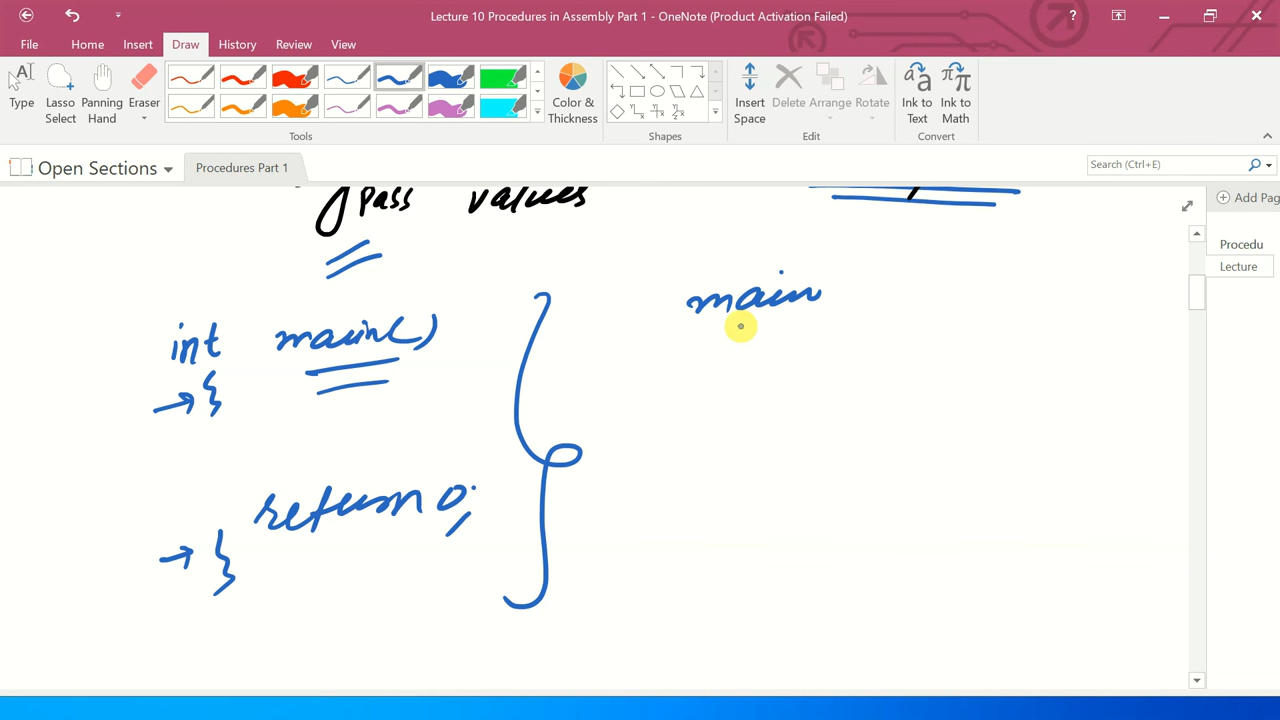 Lecture 10 Procedures in Assembly Part 1 - OneNote (Product Activation Failed)
?
File Home Insert Draw History Review View
Type
Lasso Select
Panning Hand
Eraser
Color & Thickness
Insert Space
Delete
Arrange
Rotate
Ink to Text
Ink to Math
Tools
Shapes
Edit
Convert
Open Sections
Procedures Part 1
Search (Ctrl+E)
Add Pag
Procedu
Lecture
pass values
int main()
→ {
return 0;
→ }
main